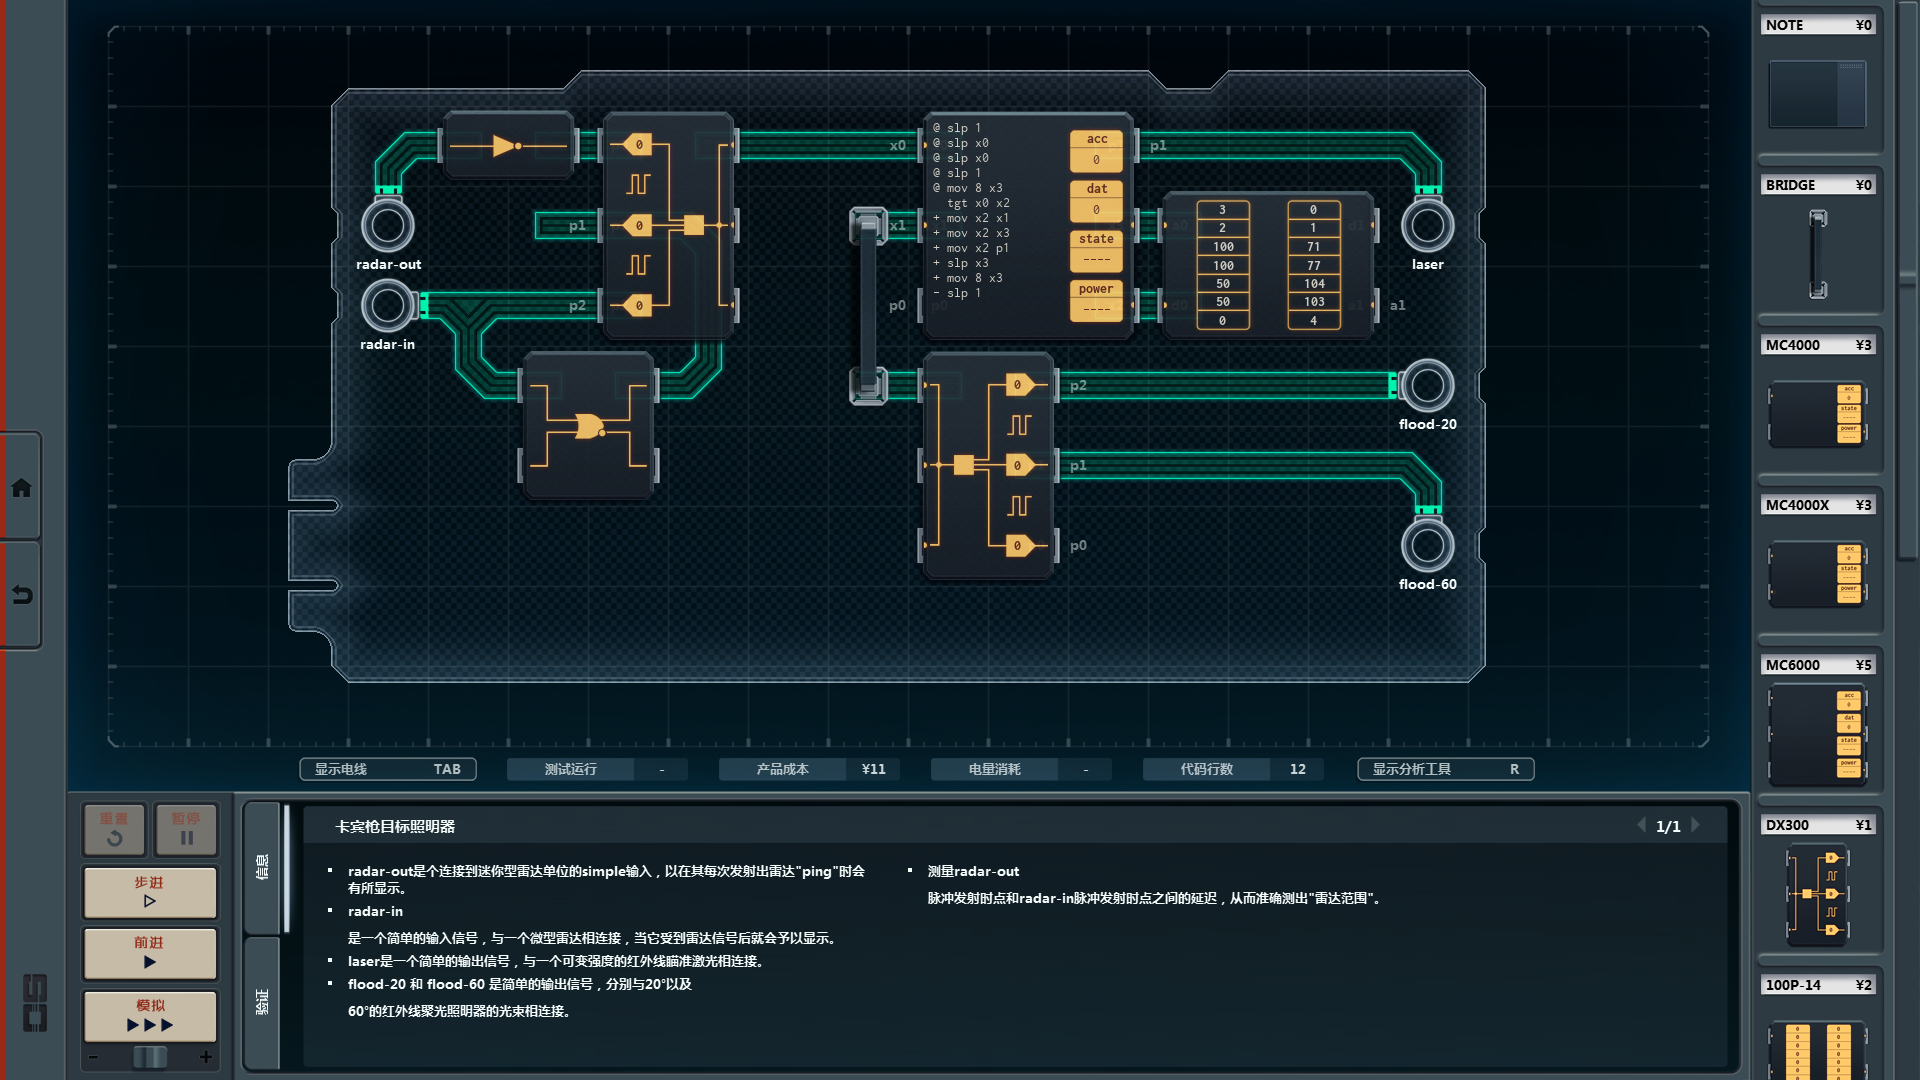 NOTE ¥0
@ slp 1
@ slp x0
@ slp x0
@ slp 1
@ mov 8 x3
tgt x0 x2
+ mov x2 x1
+ mov x2 x3
+ mov x2 p1
+ slp x3
+ mov 8 x3
- slp 1
acc
0
dat
0
state
----
power
----
x0
x1
p0
p1
0
0
0
p1
p2
3
2
100
100
50
50
0
0
1
71
77
104
103
4
a1
radar-out
radar-in
laser
flood-20
flood-60
0
0
0
p2
p1
p0
BRIDGE ¥0
MC4000 ¥3
MC4000X ¥3
MC6000 ¥5
DX300 ¥1
100P-14 ¥2
显示电线 TAB
测试运行 -
产品成本 ¥11
电量消耗 -
代码行数 12
显示分析工具 R
重置
暂停
步进
前进
模拟
- +
信息
验证
卡宾枪目标照明器
1/1
▪ radar-out是个连接到迷你型雷达单位的simple输入，以在其每次发射出雷达"ping"时会
有所显示。
▪ radar-in
是一个简单的输入信号，与一个微型雷达相连接，当它受到雷达信号后就会予以显示。
▪ laser是一个简单的输出信号，与一个可变强度的红外线瞄准激光相连接。
▪ flood-20 和 flood-60 是简单的输出信号，分别与20°以及
60°的红外线聚光照明器的光束相连接。
▪ 测量radar-out
脉冲发射时点和radar-in脉冲发射时点之间的延迟，从而准确测出"雷达范围"。